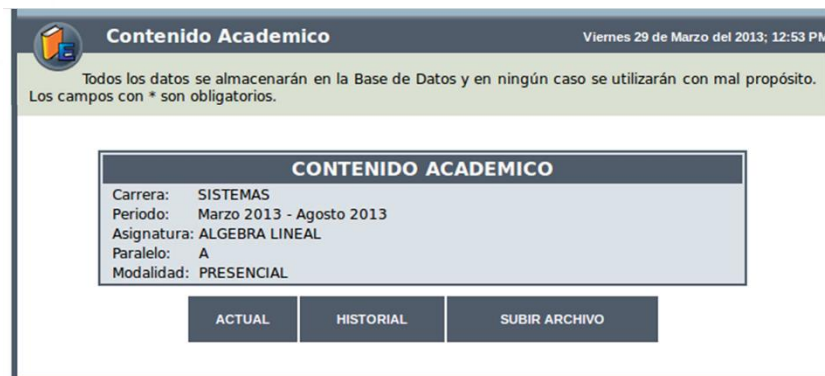 Contenido Academico
Viernes 29 de Marzo del 2013; 12:53 PM
Todos los datos se almacenarán en la Base de Datos y en ningún caso se utilizarán con mal propósito.
Los campos con * son obligatorios.
CONTENIDO ACADEMICO
Carrera: SISTEMAS
Periodo: Marzo 2013 - Agosto 2013
Asignatura: ALGEBRA LINEAL
Paralelo: A
Modalidad: PRESENCIAL
ACTUAL HISTORIAL SUBIR ARCHIVO